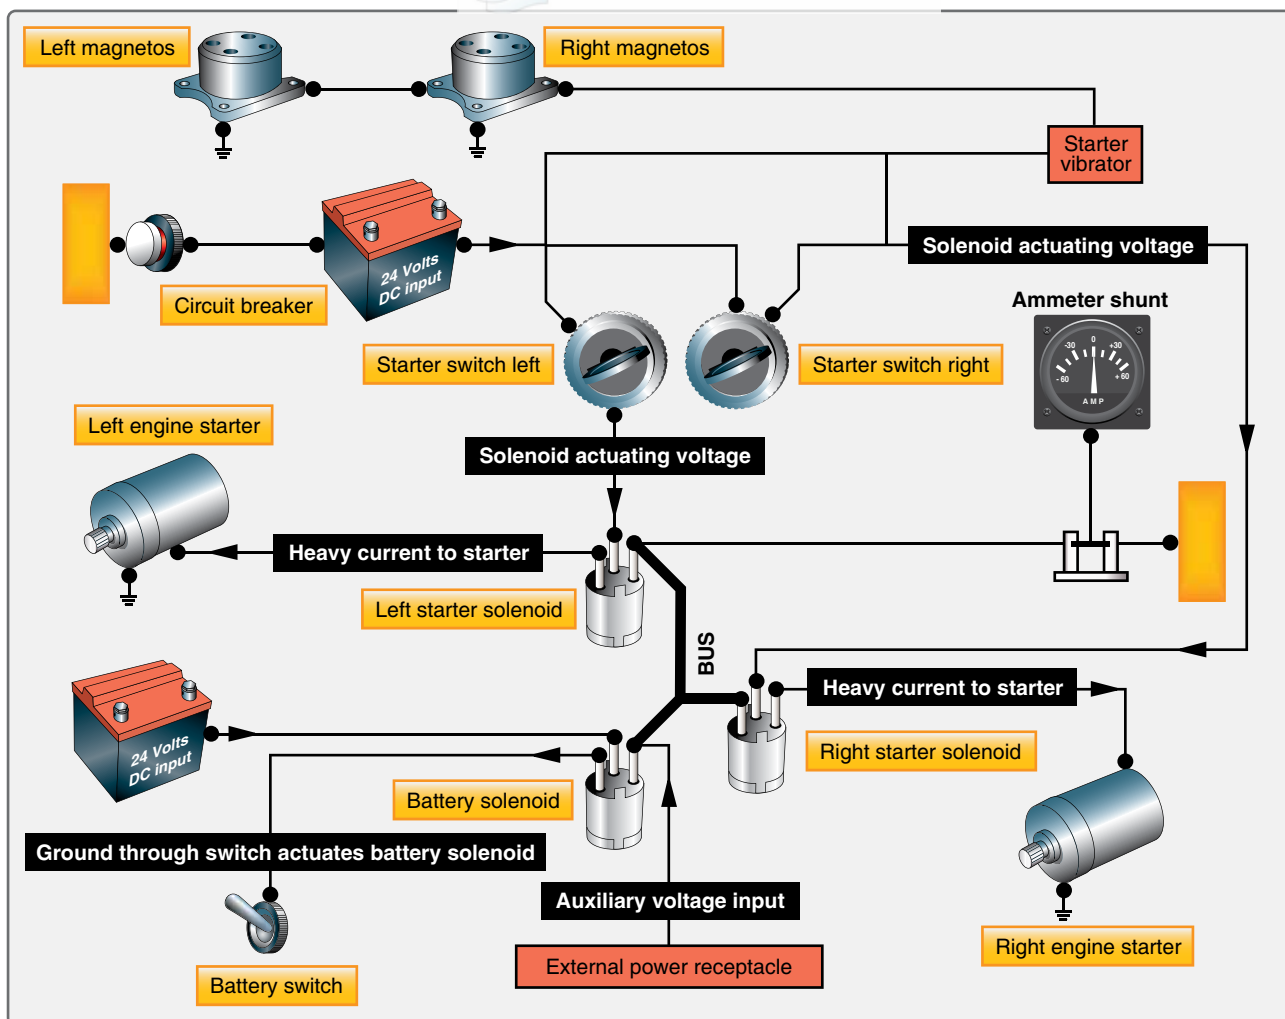 Left magnetos
Right magnetos
Starter
vibrator
24 Volts
DC input
Circuit breaker
Solenoid actuating voltage
Ammeter shunt
-60
-30
0
+30
+60
AMP
Starter switch left
Starter switch right
Left engine starter
Solenoid actuating voltage
Heavy current to starter
Left starter solenoid
BUS
Heavy current to starter
Right starter solenoid
24 Volts
DC input
Battery solenoid
Ground through switch actuates battery solenoid
Auxiliary voltage input
External power receptacle
Battery switch
Right engine starter